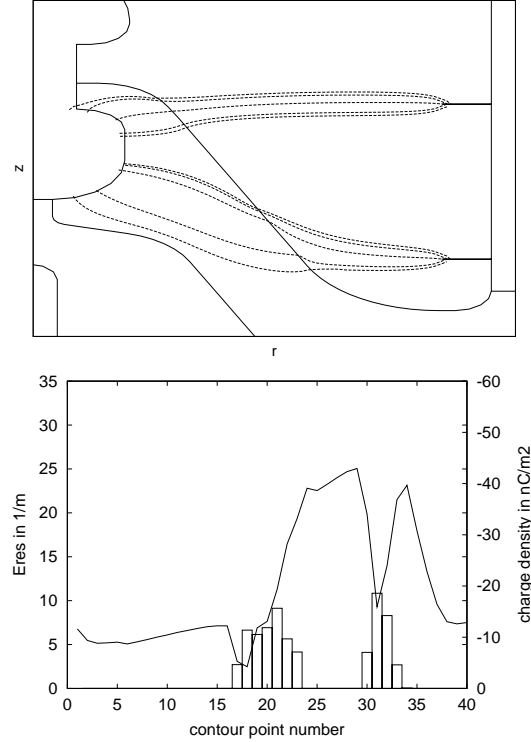 z
r
35
30
25
20
15
10
5
0
-60
-50
-40
-30
-20
-10
0
Eres in 1/m
charge density in nC/m2
0 5 10 15 20 25 30 35 40
contour point number